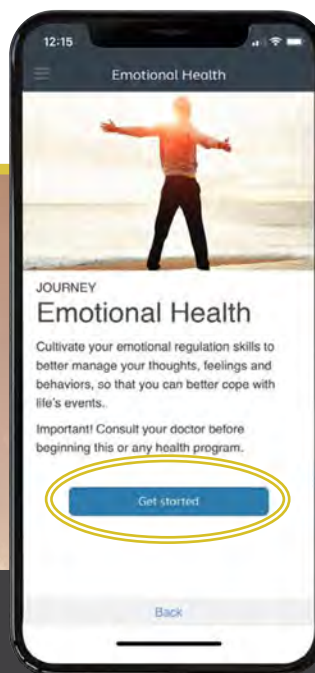 12:15
Emotional Health
JOURNEY
Emotional Health
Cultivate your emotional regulation skills to
better manage your thoughts, feelings and
behaviors, so that you can better cope with
life's events.
Important! Consult your doctor before
beginning this or any health program.
Get started
Back